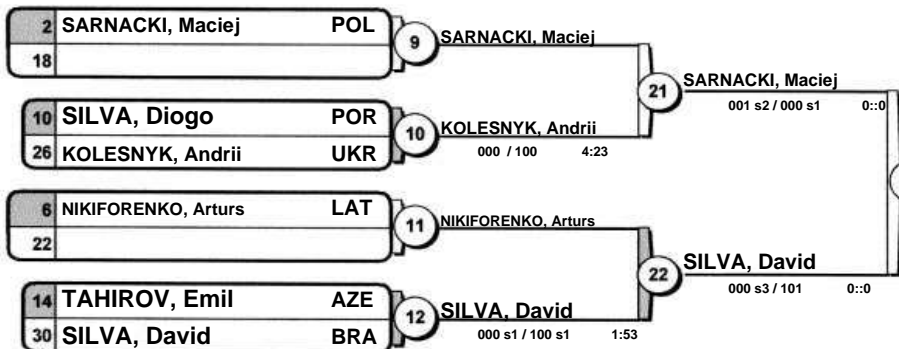 2 SARNACKI, Maciej POL
18
9
SARNACKI, Maciej
10 SILVA, Diogo POR
26 KOLESNYK, Andrii UKR
10
KOLESNYK, Andrii
000 / 100 4:23
21
SARNACKI, Maciej
001 s2 / 000 s1 0::0
6 NIKIFORENKO, Arturs LAT
22
11
NIKIFORENKO, Arturs
14 TAHIROV, Emil AZE
30 SILVA, David BRA
12
SILVA, David
000 s1 / 100 s1 1:53
22
SILVA, David
000 s3 / 101 0::0